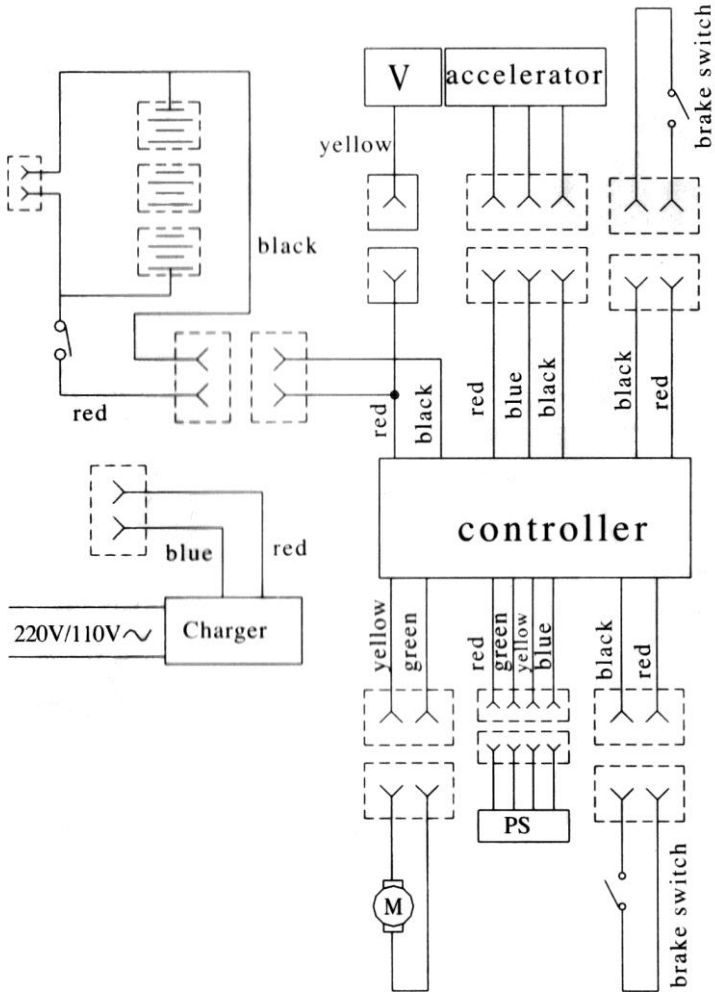 brake switch
V
accelerator
yellow
black
red
red
black
red
blue
black
black
red
controller
blue
red
220V/110V～
Charger
yellow
green
red
green
yellow
blue
black
red
PS
M
brake switch